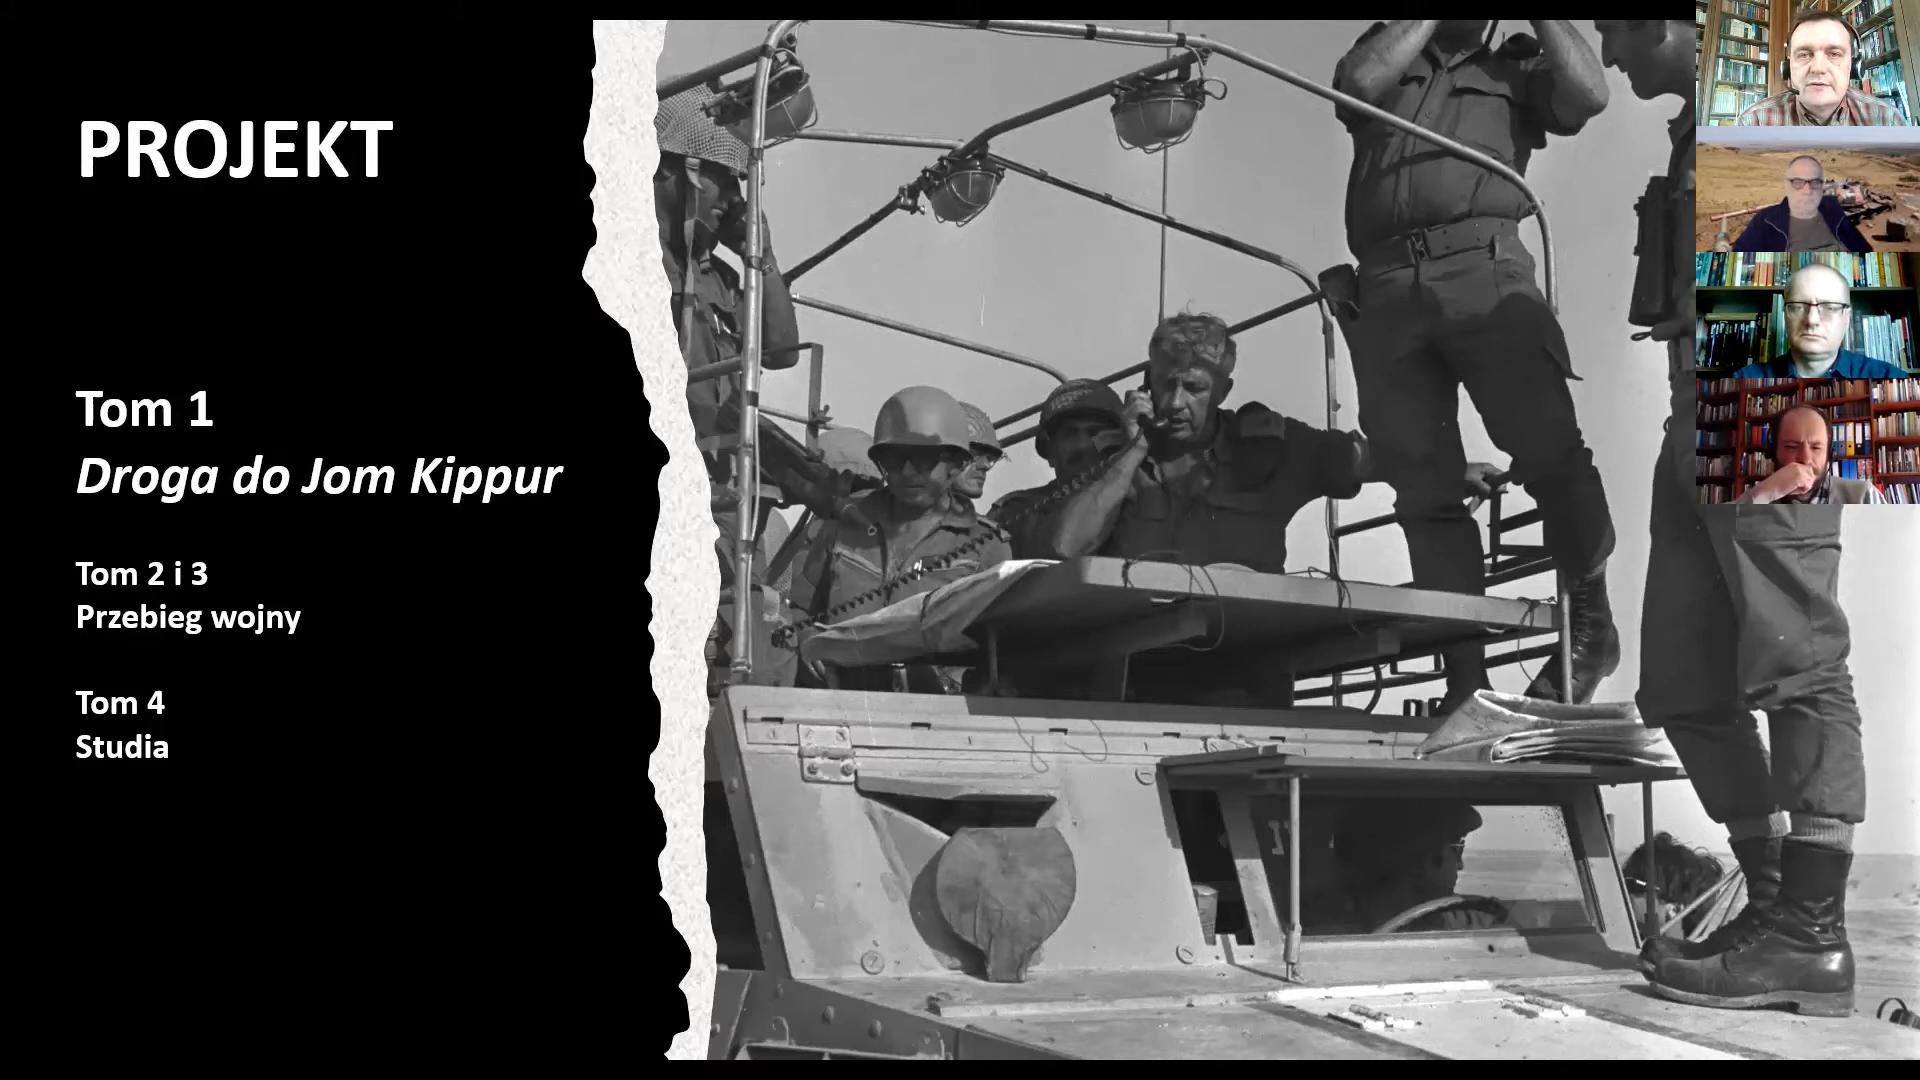 PROJEKT
Tom 1
Droga do Jom Kippur
Tom 2 i 3
Przebieg wojny
Tom 4
Studia